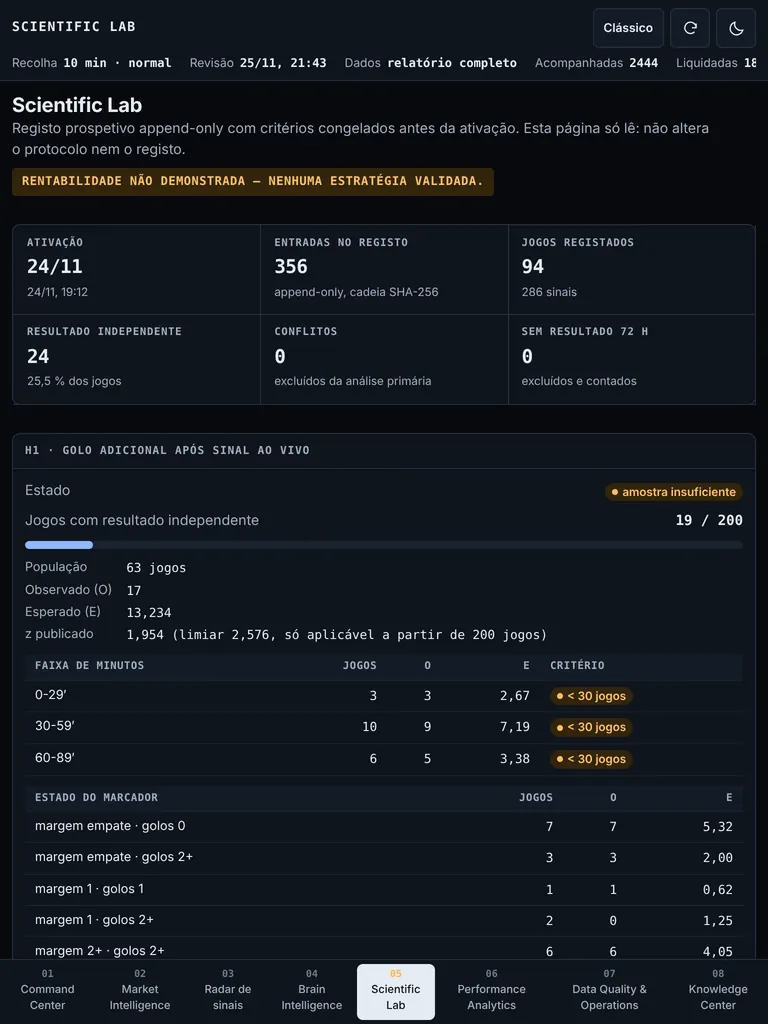 SCIENTIFIC LAB
Clássico
Recolha 10 min · normal Revisão 25/11, 21:43 Dados relatório completo Acompanhadas 2444 Liquidadas 18
Scientific Lab
Registo prospetivo append-only com critérios congelados antes da ativação. Esta página só lê: não altera
o protocolo nem o registo.
RENTABILIDADE NÃO DEMONSTRADA — NENHUMA ESTRATÉGIA VALIDADA.
ATIVAÇÃO ENTRADAS NO REGISTO JOGOS REGISTADOS
24/11 356 94
24/11, 19:12 append-only, cadeia SHA-256 286 sinais
RESULTADO INDEPENDENTE CONFLITOS SEM RESULTADO 72 H
24 0 0
25,5 % dos jogos excluídos da análise primária excluídos e contados
H1 · GOLO ADICIONAL APÓS SINAL AO VIVO
Estado amostra insuficiente
Jogos com resultado independente 19 / 200
População 63 jogos
Observado (O) 17
Esperado (E) 13,234
z publicado 1,954 (limiar 2,576, só aplicável a partir de 200 jogos)
FAIXA DE MINUTOS JOGOS O E CRITÉRIO
0-29′ 3 3 2,67 < 30 jogos
30-59′ 10 9 7,19 < 30 jogos
60-89′ 6 5 3,38 < 30 jogos
ESTADO DO MARCADOR JOGOS O E
margem empate · golos 0 7 7 5,32
margem empate · golos 2+ 3 3 2,00
margem 1 · golos 1 1 1 0,62
margem 1 · golos 2+ 2 0 1,25
margem 2+ · golos 2+ 6 6 4,05
01 02 03 04 05 06 07 08
Command Market Radar de Brain Scientific Performance Data Quality & Knowledge
Center Intelligence sinais Intelligence Lab Analytics Operations Center